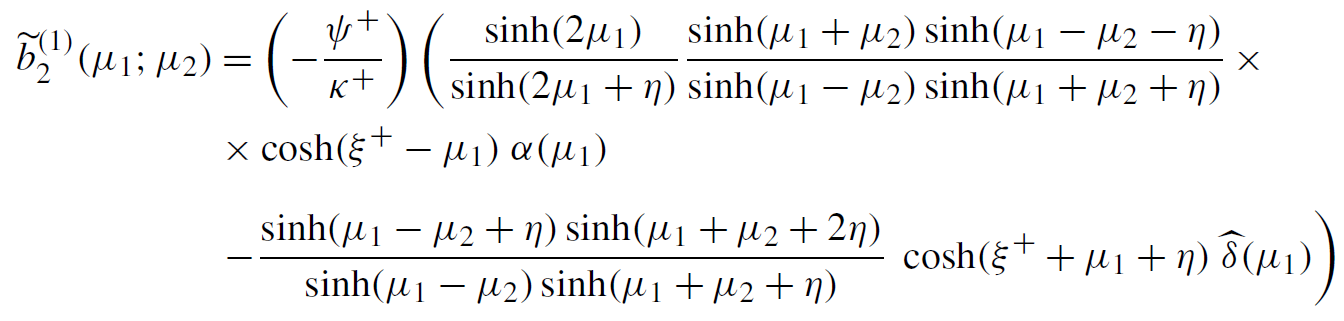 \widetilde{b}_2^{(1)}(\mu_1;\mu_2) = \left(-\frac{\psi^+}{\kappa^+}\right)\left(\frac{\sinh(2\mu_1)}{\sinh(2\mu_1+\eta)}\frac{\sinh(\mu_1+\mu_2)\sinh(\mu_1-\mu_2-\eta)}{\sinh(\mu_1-\mu_2)\sinh(\mu_1+\mu_2+\eta)}\times\right.
\times\cosh(\xi^+-\mu_1)\,\alpha(\mu_1)
\left.-\frac{\sinh(\mu_1-\mu_2+\eta)\sinh(\mu_1+\mu_2+2\eta)}{\sinh(\mu_1-\mu_2)\sinh(\mu_1+\mu_2+\eta)}\,\cosh(\xi^++\mu_1+\eta)\,\widehat{\delta}(\mu_1)\right)